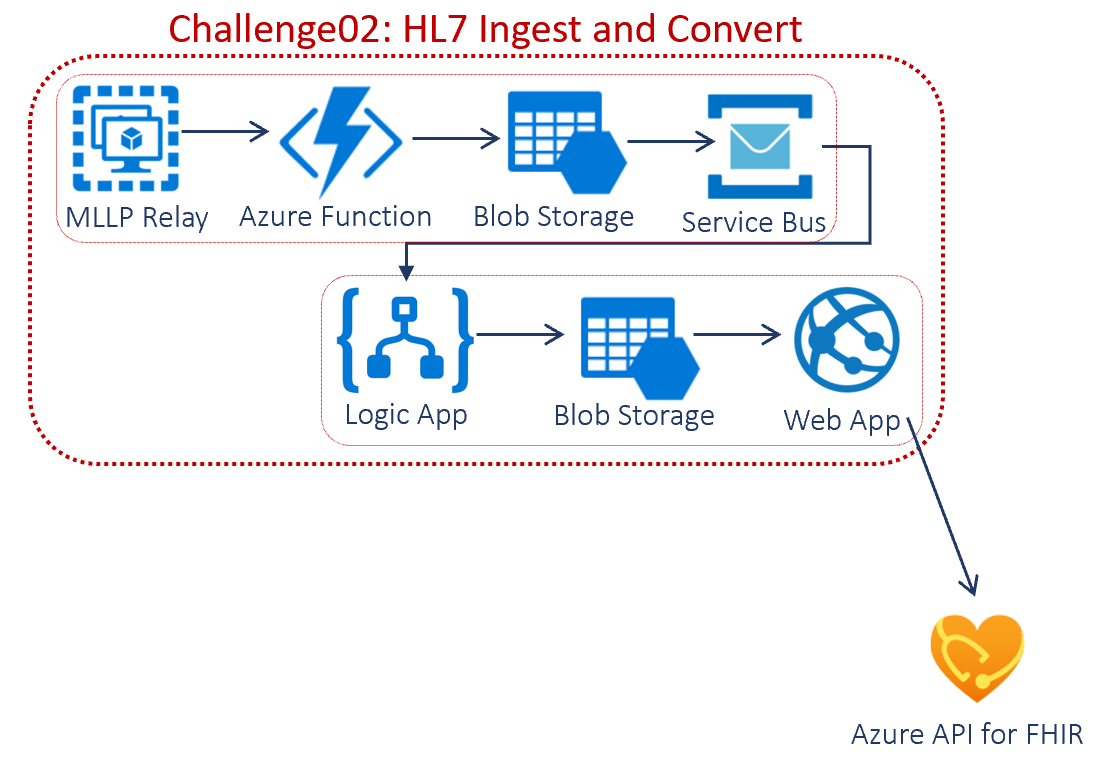 Challenge02: HL7 Ingest and Convert
MLLP Relay
Azure Function
Blob Storage
Service Bus
Logic App
Blob Storage
Web App
Azure API for FHIR